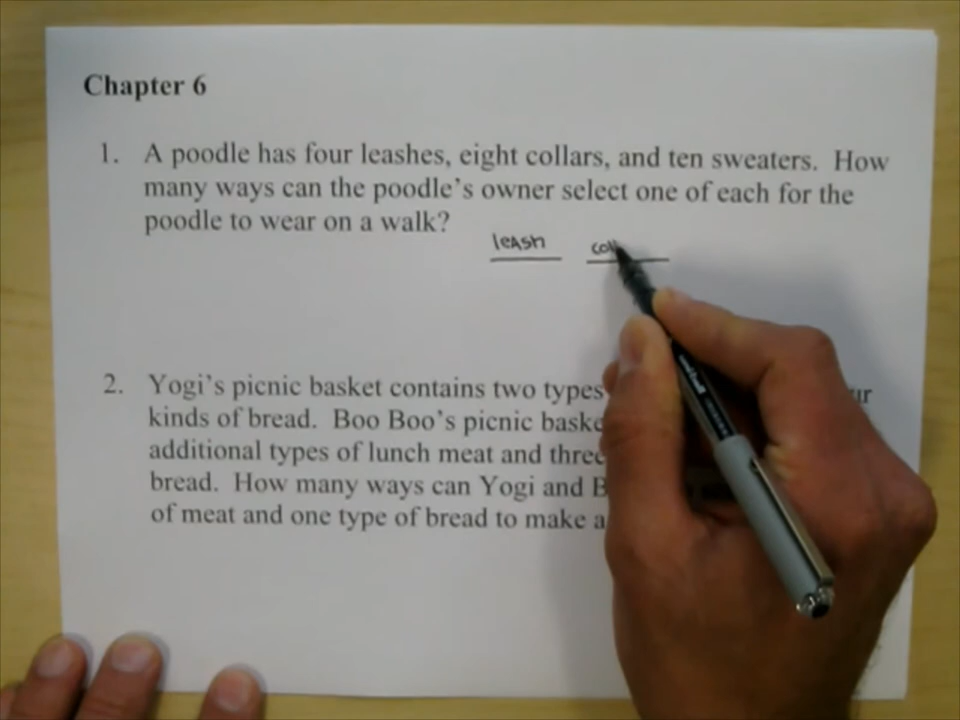 Chapter 6
1. A poodle has four leashes, eight collars, and ten sweaters. How
many ways can the poodle's owner select one of each for the
poodle to wear on a walk?
leash
2. Yogi's picnic basket contains two types
kinds of bread. Boo Boo's picnic
additional types of lunch meat and three
bread. How many ways can Yogi and
of meat and one type of bread to make a